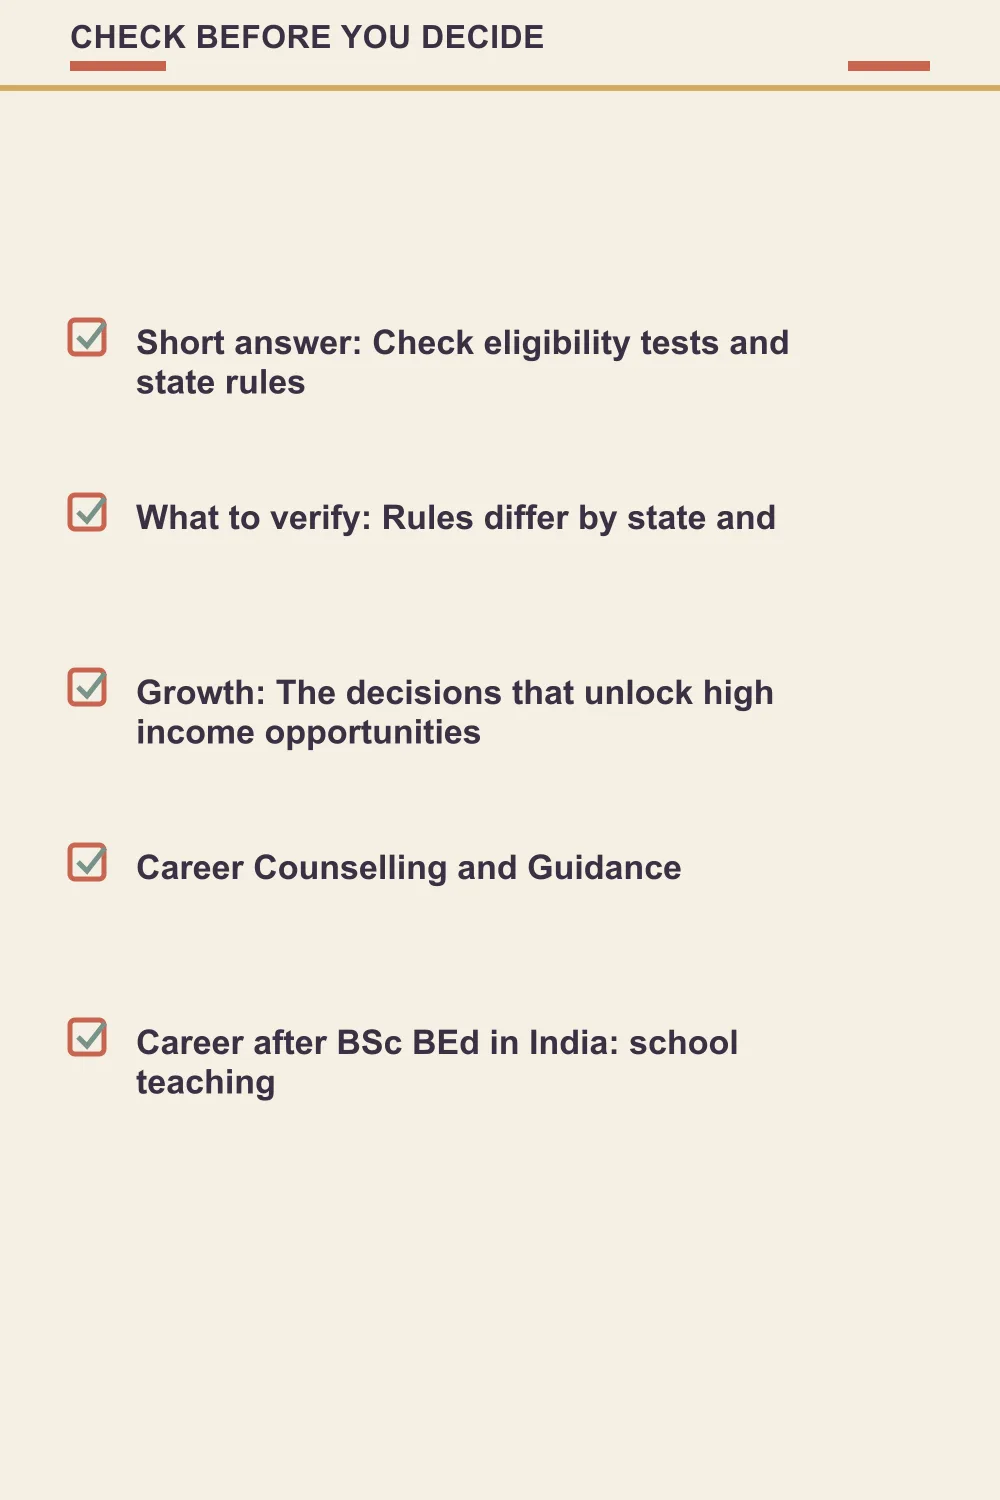 CHECK BEFORE YOU DECIDE
Short answer: Check eligibility tests and
state rules
What to verify: Rules differ by state and
Growth: The decisions that unlock high
income opportunities
Career Counselling and Guidance
Career after BSc BEd in India: school
teaching